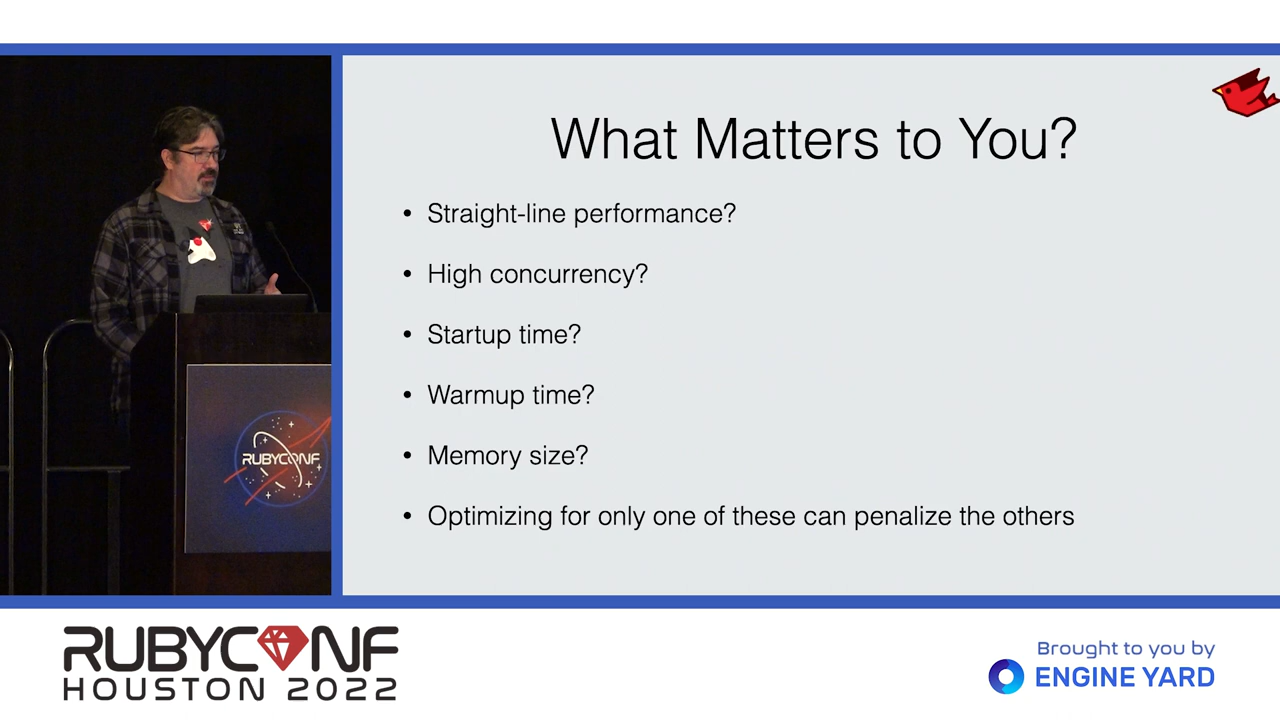 What Matters to You?
• Straight-line performance?
• High concurrency?
• Startup time?
• Warmup time?
• Memory size?
• Optimizing for only one of these can penalize the others
RUBYCONF
RUBYCONF
HOUSTON 2022
Brought to you by
ENGINE YARD